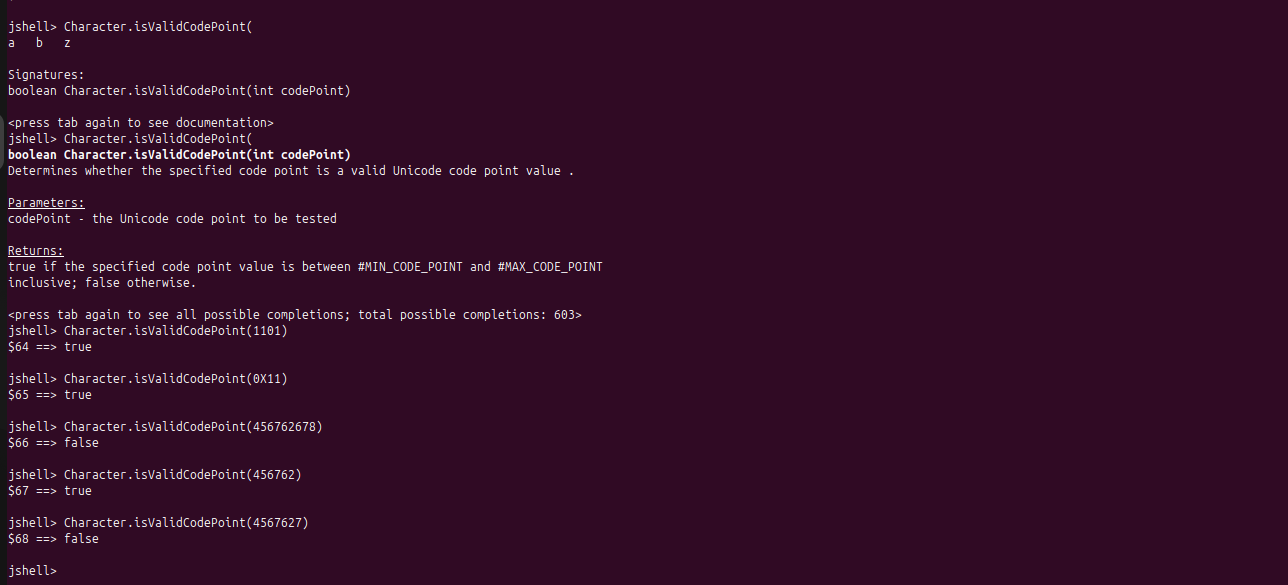 jshell> Character.isValidCodePoint(
a   b   z
Signatures:
boolean Character.isValidCodePoint(int codePoint)
<press tab again to see documentation>
jshell> Character.isValidCodePoint(
boolean Character.isValidCodePoint(int codePoint)
Determines whether the specified code point is a valid Unicode code point value .
Parameters:
codePoint - the Unicode code point to be tested
Returns:
true if the specified code point value is between #MIN_CODE_POINT and #MAX_CODE_POINT
inclusive; false otherwise.
<press tab again to see all possible completions; total possible completions: 603>
jshell> Character.isValidCodePoint(1101)
$64 ==> true
jshell> Character.isValidCodePoint(0X11)
$65 ==> true
jshell> Character.isValidCodePoint(456762678)
$66 ==> false
jshell> Character.isValidCodePoint(456762)
$67 ==> true
jshell> Character.isValidCodePoint(4567627)
$68 ==> false
jshell>